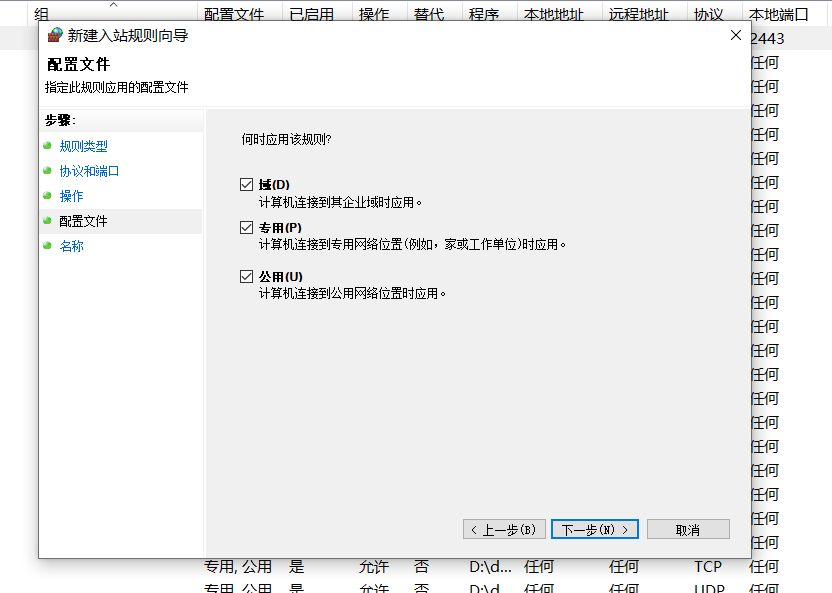 组 配置文件 已启用 操作 替代 程序 本地地址 远程地址 协议 本地端口
新建入站规则向导
2443
配置文件
任何
指定此规则应用的配置文件
任何
步骤:
任何
规则类型
何时应用该规则?
任何
协议和端口
任何
域(D)
任何
操作
计算机连接到其企业域时应用。
任何
配置文件
专用(P)
任何
名称
计算机连接到专用网络位置(例如，家或工作单位)时应用。
任何
公用(U)
任何
计算机连接到公用网络位置时应用。
任何
任何
任何
任何
任何
任何
任何
任何
任何
任何
< 上一步(B) 下一步(N) > 取消
任何
专用, 公用 是 允许 否 D:\d... 任何 任何 TCP 任何
专用, 公用 是 允许 否 D:\d... 任何 任何 UDP 任何